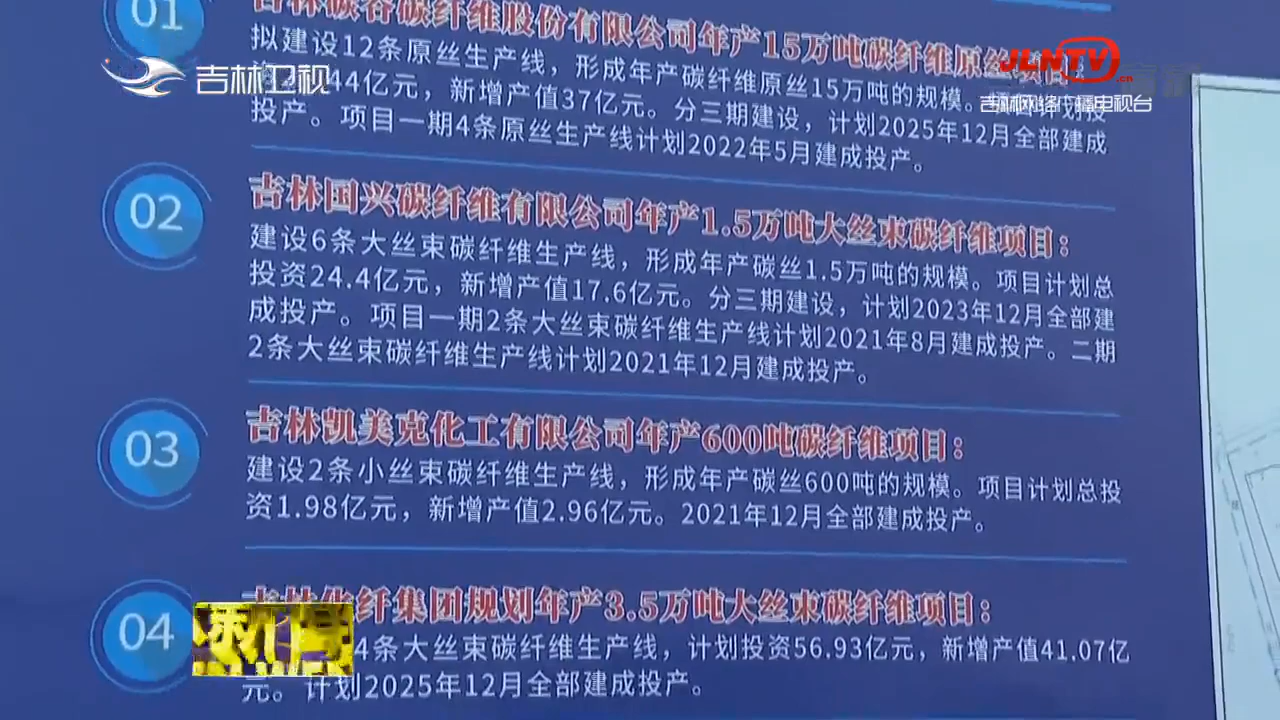 01
吉林碳谷碳纤维股份有限公司年产15万吨碳纤维原丝项目:
拟建设12条原丝生产线，形成年产碳纤维原丝15万吨的规模。项目计划投
44亿元，新增产值37亿元。分三期建设，计划2025年12月全部建成
投产。项目一期4条原丝生产线计划2022年5月建成投产。
吉林卫视
JLNTV.cn
吉林网络广播电视台
02
吉林国兴碳纤维有限公司年产1.5万吨大丝束碳纤维项目:
建设6条大丝束碳纤维生产线，形成年产碳丝1.5万吨的规模。项目计划总
投资24.4亿元，新增产值17.6亿元。分三期建设，计划2023年12月全部建
成投产。项目一期2条大丝束碳纤维生产线计划2021年8月建成投产。二期
2条大丝束碳纤维生产线计划2021年12月建成投产。
03
吉林凯美克化工有限公司年产600吨碳纤维项目:
建设2条小丝束碳纤维生产线，形成年产碳丝600吨的规模。项目计划总投
资1.98亿元，新增产值2.96亿元。2021年12月全部建成投产。
04
吉林化纤集团规划年产3.5万吨大丝束碳纤维项目:
4条大丝束碳纤维生产线，计划投资56.93亿元，新增产值41.07亿
元。计划2025年12月全部建成投产。